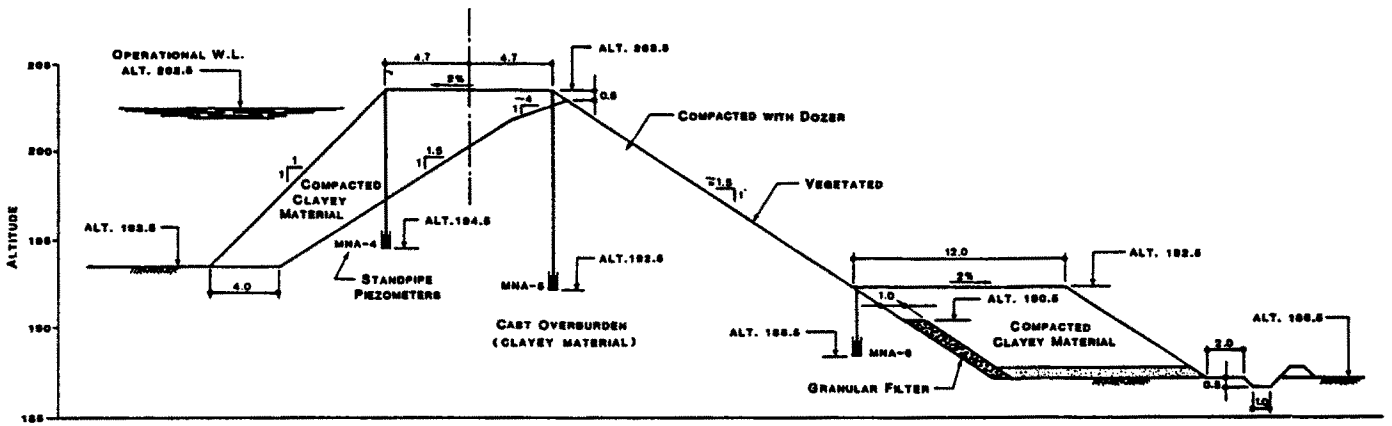 OPERATIONAL W.L.
ALT. 202.5
4.7
4.7
ALT. 203.5
205
2%
~4
1
0.5
COMPACTED WITH DOZER
200
1.5
1
1
1
COMPACTED
CLAYEY
MATERIAL
~1.5
1
VEGETATED
ALTITUDE
ALT. 193.5
ALT.194.5
195
MNA-4
12.0
ALT. 192.5
ALT.192.5
4.0
STANDPIPE
PIEZOMETERS
MNA-5
2%
1.0
ALT. 190.5
190
CAST OVERBURDEN
(CLAYEY MATERIAL)
ALT. 188.5
MNA-6
COMPACTED
CLAYEY MATERIAL
ALT. 186.5
2.0
GRANULAR FILTER
0.5
1.0
185